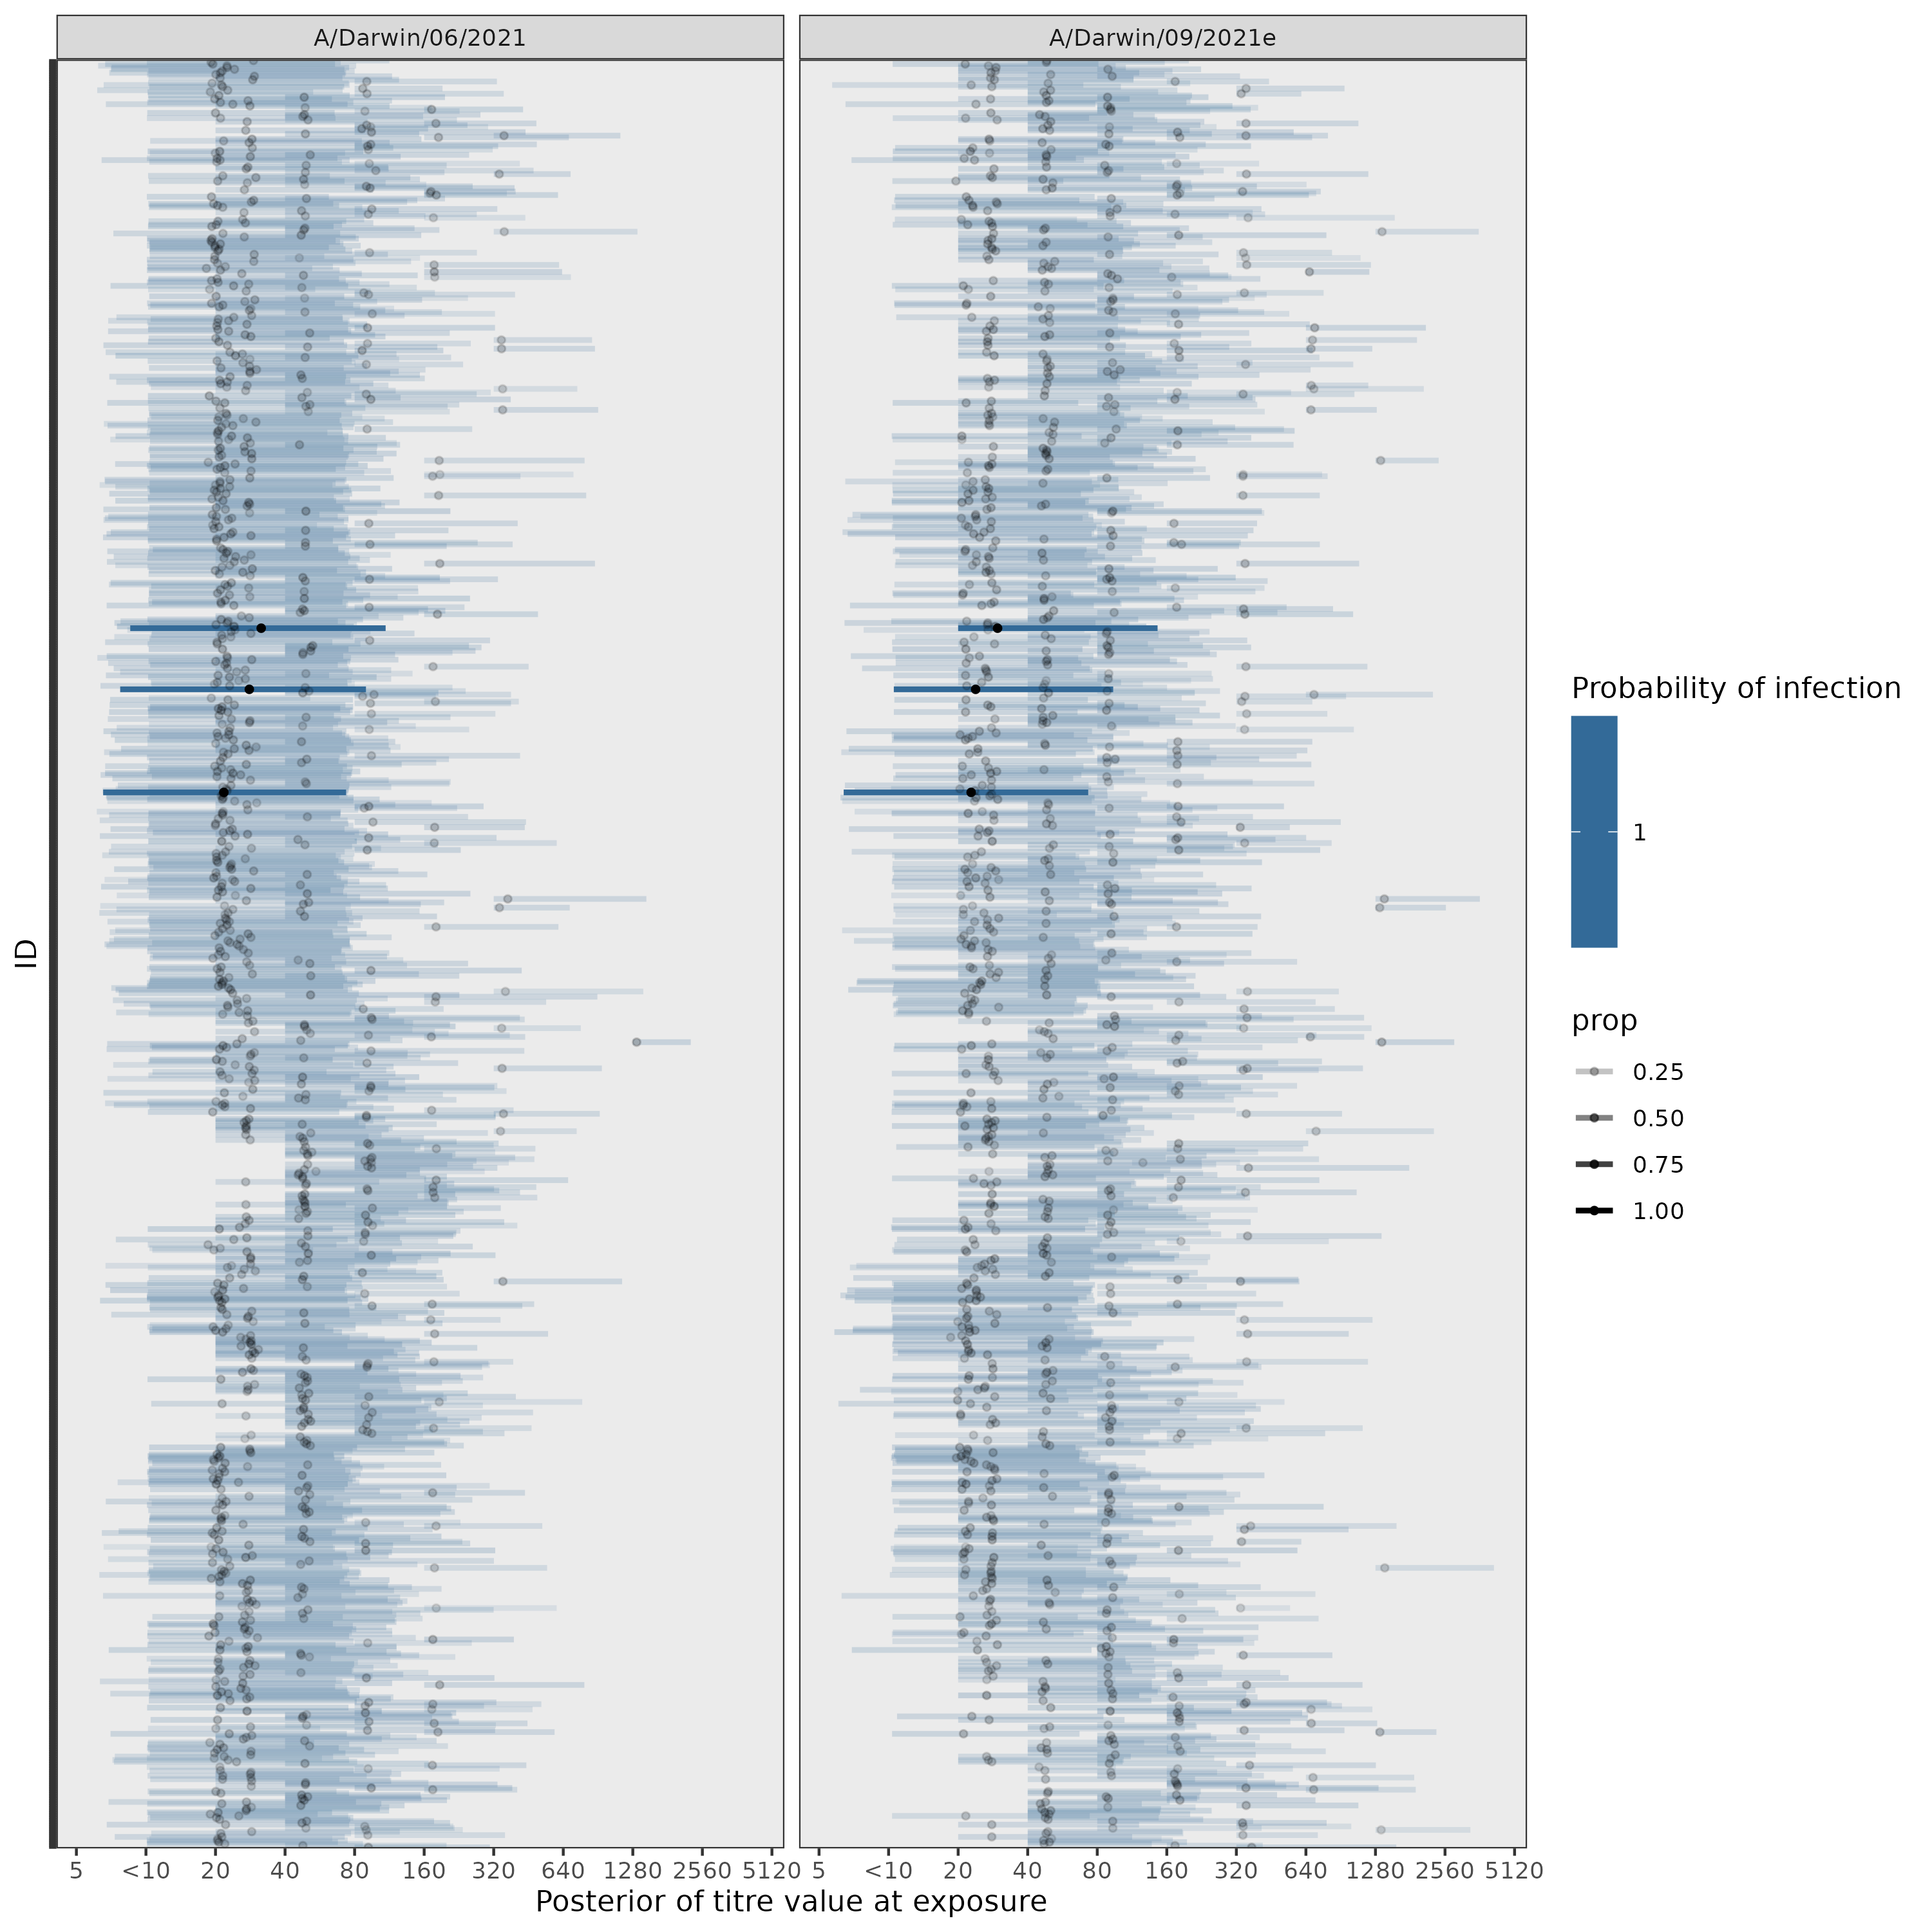 A/Darwin/06/2021
A/Darwin/09/2021e
ID
5 <10 20 40 80 160 320 640 1280 2560 5120
5 <10 20 40 80 160 320 640 1280 2560 5120
Posterior of titre value at exposure
Probability of infection
1
prop
0.25
0.50
0.75
1.00